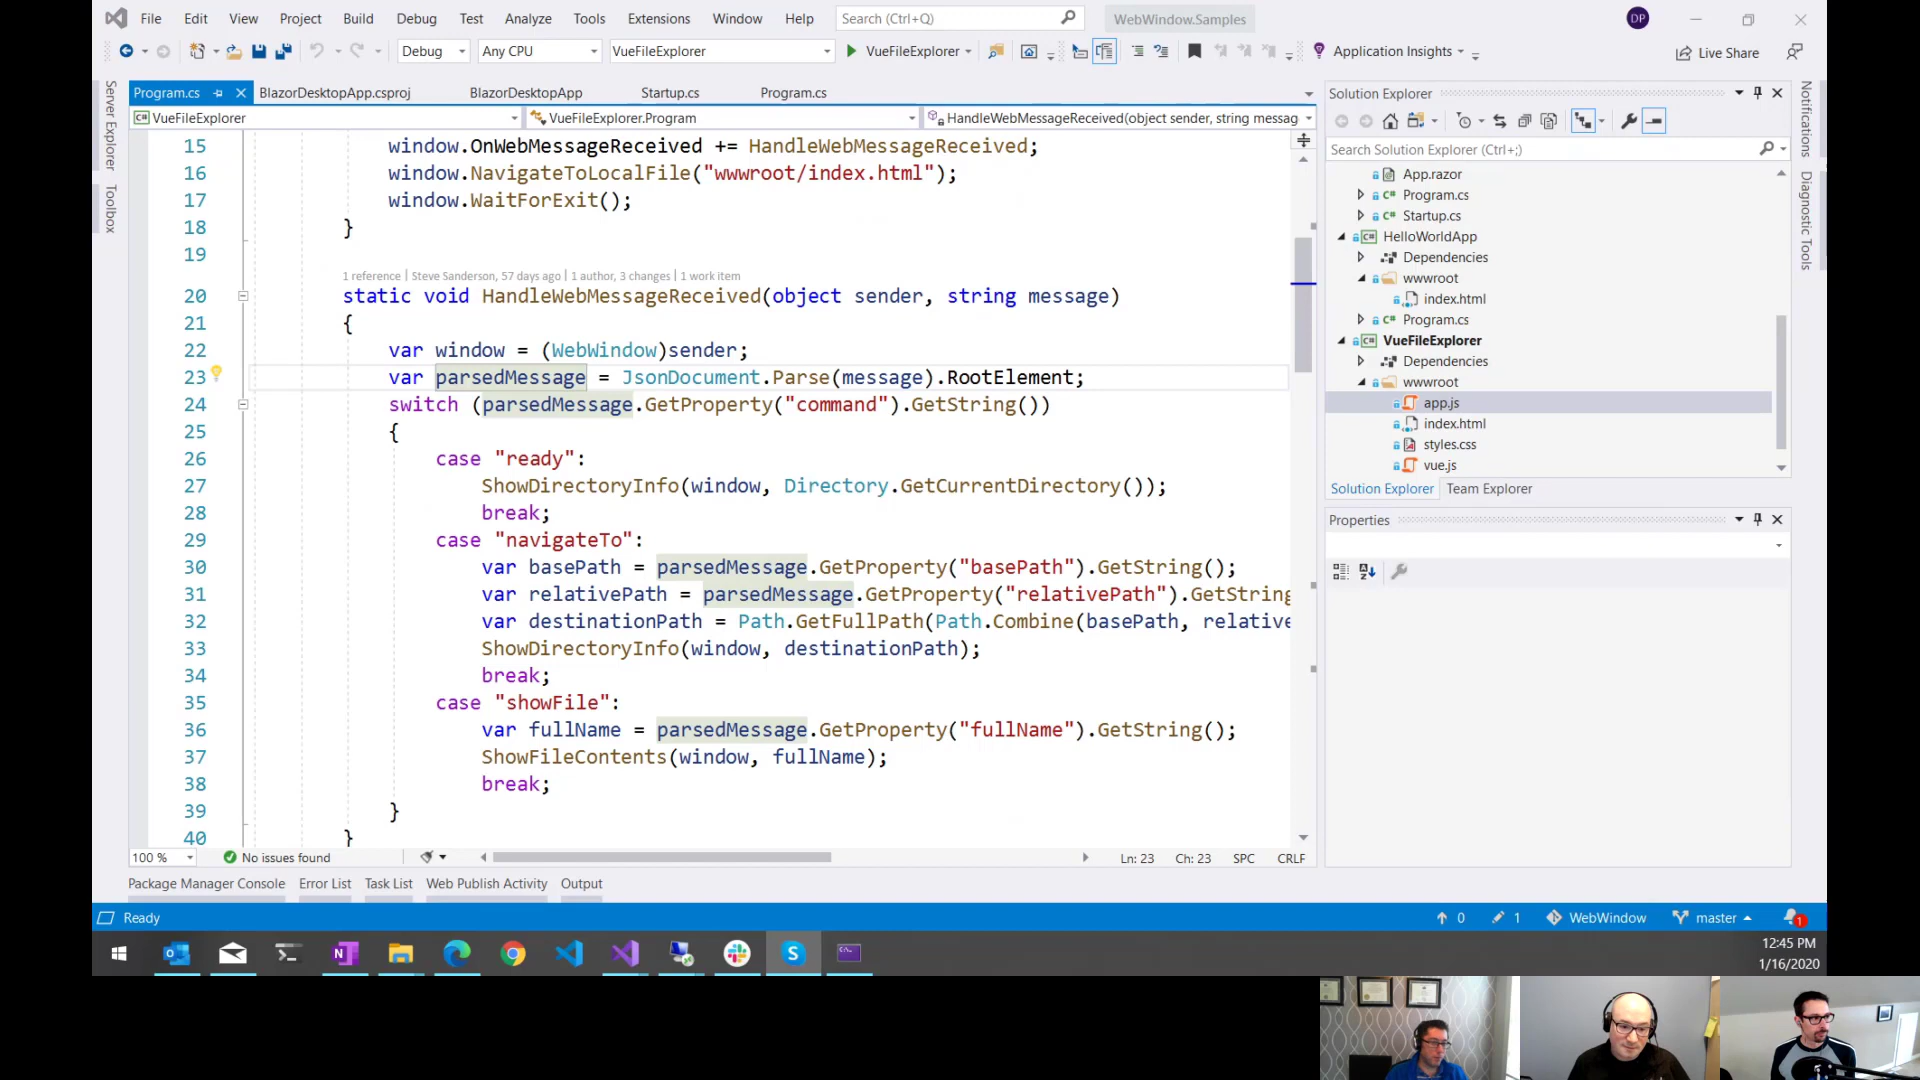 File Edit View Project Build Debug Test Analyze Tools Extensions Window Help Search (Ctrl+Q) WebWindow.Samples DP
Debug Any CPU VueFileExplorer VueFileExplorer Application Insights Live Share
Server Explorer
Toolbox
Program.cs BlazorDesktopApp.csproj BlazorDesktopApp Startup.cs Program.cs
VueFileExplorer VueFileExplorer.Program HandleWebMessageReceived(object sender, string messag
15 window.OnWebMessageReceived += HandleWebMessageReceived;
16 window.NavigateToLocalFile("wwwroot/index.html");
17 window.WaitForExit();
18 }
19
1 reference | Steve Sanderson, 57 days ago | 1 author, 3 changes | 1 work item
20 static void HandleWebMessageReceived(object sender, string message)
21 {
22 var window = (WebWindow)sender;
23 var parsedMessage = JsonDocument.Parse(message).RootElement;
24 switch (parsedMessage.GetProperty("command").GetString())
25 {
26 case "ready":
27 ShowDirectoryInfo(window, Directory.GetCurrentDirectory());
28 break;
29 case "navigateTo":
30 var basePath = parsedMessage.GetProperty("basePath").GetString();
31 var relativePath = parsedMessage.GetProperty("relativePath").GetString
32 var destinationPath = Path.GetFullPath(Path.Combine(basePath, relative
33 ShowDirectoryInfo(window, destinationPath);
34 break;
35 case "showFile":
36 var fullName = parsedMessage.GetProperty("fullName").GetString();
37 ShowFileContents(window, fullName);
38 break;
39 }
40 }
100 % No issues found Ln: 23 Ch: 23 SPC CRLF
Package Manager Console Error List Task List Web Publish Activity Output
Solution Explorer
Search Solution Explorer (Ctrl+;)
App.razor
C# Program.cs
C# Startup.cs
C# HelloWorldApp
Dependencies
wwwroot
index.html
C# Program.cs
C# VueFileExplorer
Dependencies
wwwroot
app.js
index.html
styles.css
vue.js
Solution Explorer Team Explorer
Properties
Notifications
Diagnostic Tools
Ready 0 1 WebWindow master 1
12:45 PM
1/16/2020